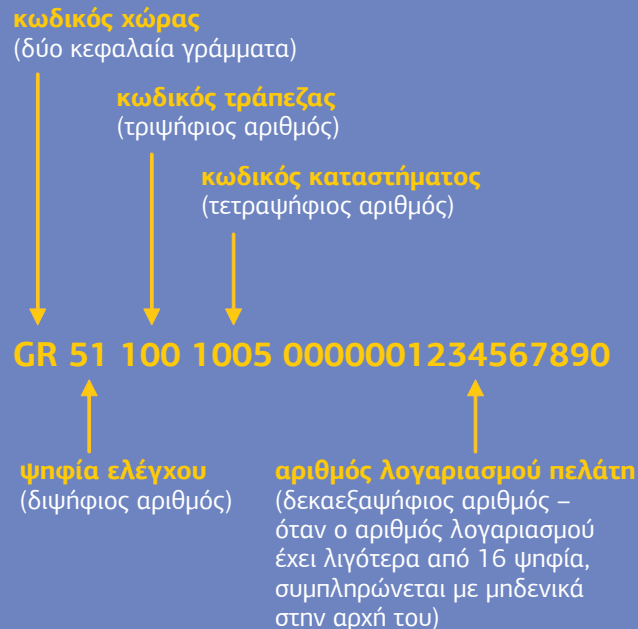 κωδικός χώρας
(δύο κεφαλαία γράμματα)
κωδικός τράπεζας
(τριψήφιος αριθμός)
κωδικός καταστήματος
(τετραψήφιος αριθμός)
GR 51 100 1005 0000001234567890
ψηφία ελέγχου
(διψήφιος αριθμός)
αριθμός λογαριασμού πελάτη
(δεκαεξαψήφιος αριθμός –
όταν ο αριθμός λογαριασμού
έχει λιγότερα από 16 ψηφία,
συμπληρώνεται με μηδενικά
στην αρχή του)